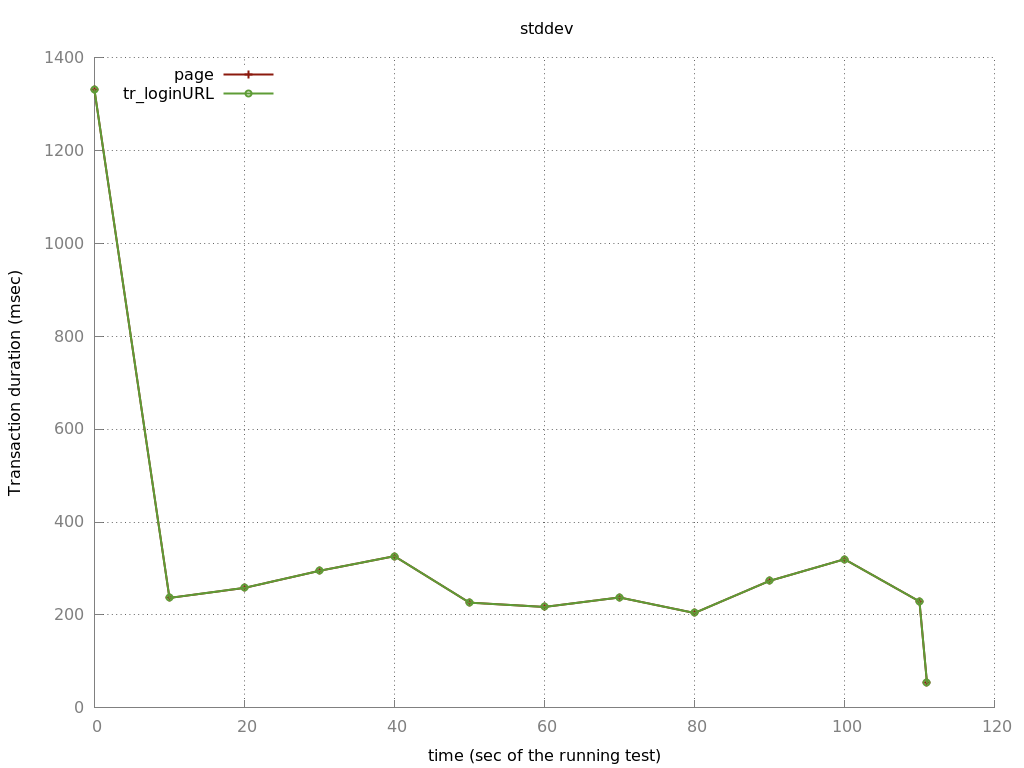 stddev
page
tr_loginURL
1400
1200
1000
800
600
400
200
0
Transaction duration (msec)
0 20 40 60 80 100 120
time (sec of the running test)